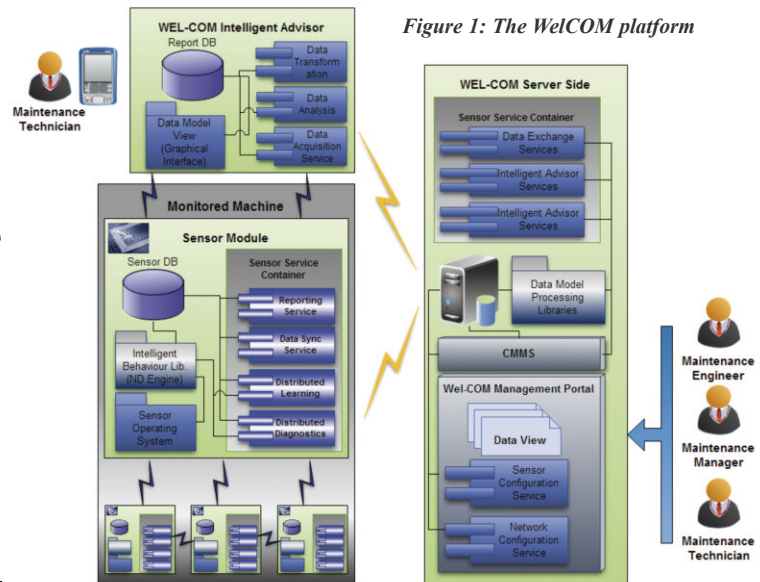 Figure 1: The WelCOM platform
WEL-COM Intelligent Advisor
Report DB
Data
Transform
ation
Data
Analysis
Data
Acquisition
Service
Data Model
View
(Graphical
Interface)
Maintenance
Technician
Monitored Machine
Sensor Module
Sensor DB
Sensor Service
Container
Reporting
Service
Data Sync
Service
Distributed
Learning
Distributed
Diagnostics
Intelligent
Behaviour Lib.
(ND Engine)
Sensor
Operating
System
WEL-COM Server Side
Sensor Service Container
Data Exchange
Services
Intelligent Advisor
Services
Intelligent Advisor
Services
Data Model
Processing
Libraries
CMMS
Wel-COM Management Portal
Data View
Sensor
Configuration
Service
Network
Configuration
Service
Maintenance
Engineer
Maintenance
Manager
Maintenance
Technician